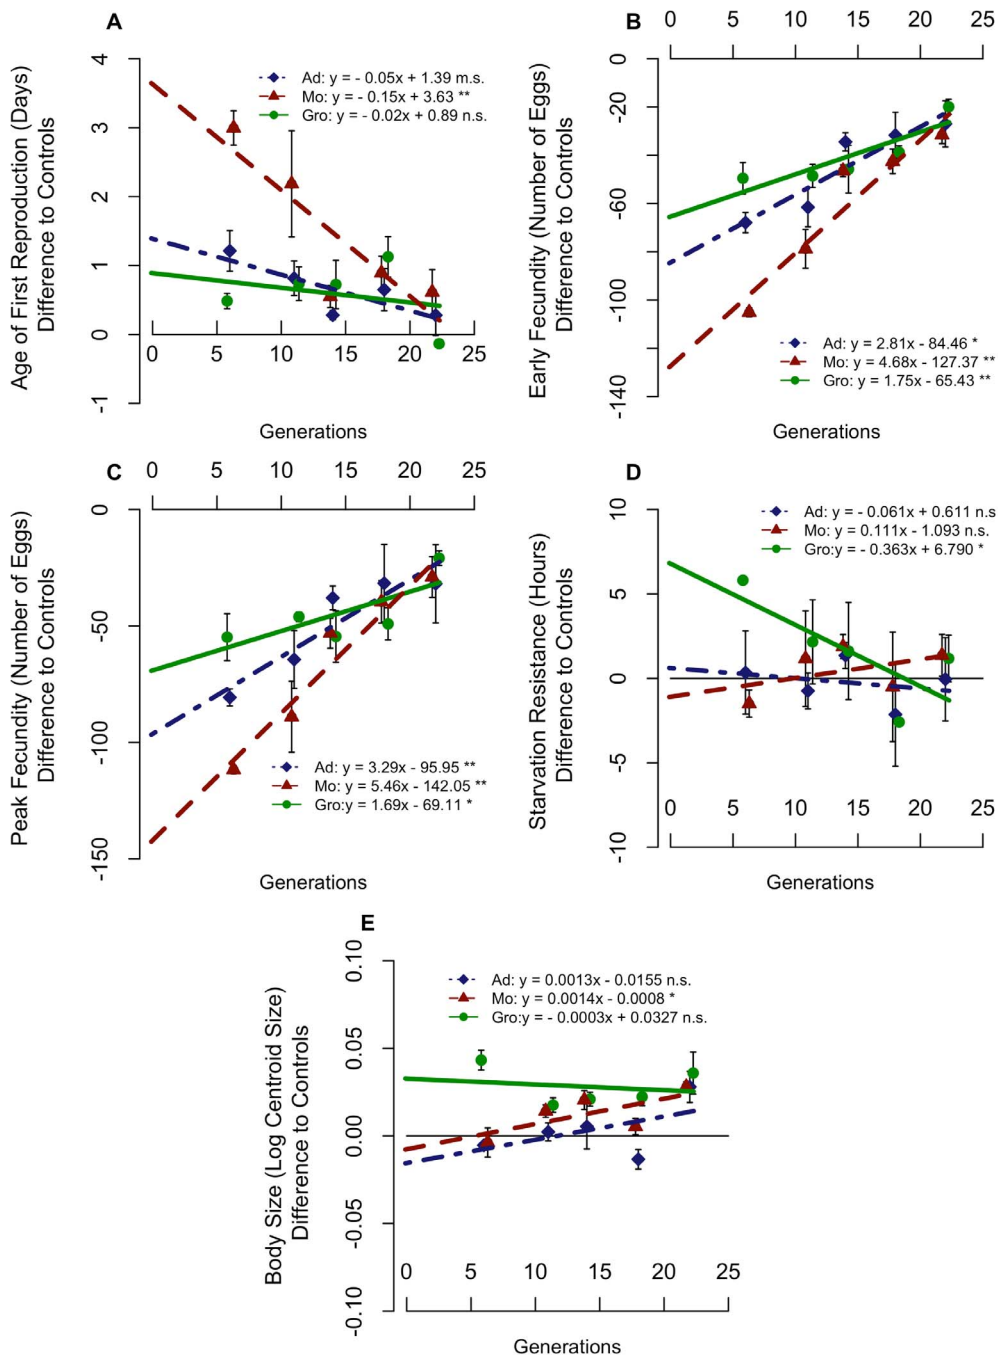 A
Age of First Reproduction (Days)
Difference to Controls
4
3
2
1
0
-1
0 5 10 15 20 25
Generations
Ad: y = - 0.05x + 1.39 m.s.
Mo: y = - 0.15x + 3.63 **
Gro: y = - 0.02x + 0.89 n.s.
B
0 5 10 15 20 25
Early Fecundity (Number of Eggs)
Difference to Controls
0
-20
-60
-100
-140
Ad: y = 2.81x - 84.46 *
Mo: y = 4.68x - 127.37 **
Gro: y = 1.75x - 65.43 **
Generations
C
0 5 10 15 20 25
Peak Fecundity (Number of Eggs)
Difference to Controls
0
-50
-100
-150
Ad: y = 3.29x - 95.95 **
Mo: y = 5.46x - 142.05 **
Gro:y = 1.69x - 69.11 *
Generations
D
Starvation Resistance (Hours)
Difference to Controls
10
5
0
-5
-10
Ad: y = - 0.061x + 0.611 n.s
Mo: y = 0.111x - 1.093 n.s.
Gro:y = - 0.363x + 6.790 *
0 5 10 15 20 25
Generations
E
Body Size (Log Centroid Size)
Difference to Controls
0.10
0.05
0.00
-0.05
-0.10
Ad: y = 0.0013x - 0.0155 n.s.
Mo: y = 0.0014x - 0.0008 *
Gro:y = - 0.0003x + 0.0327 n.s.
0 5 10 15 20 25
Generations